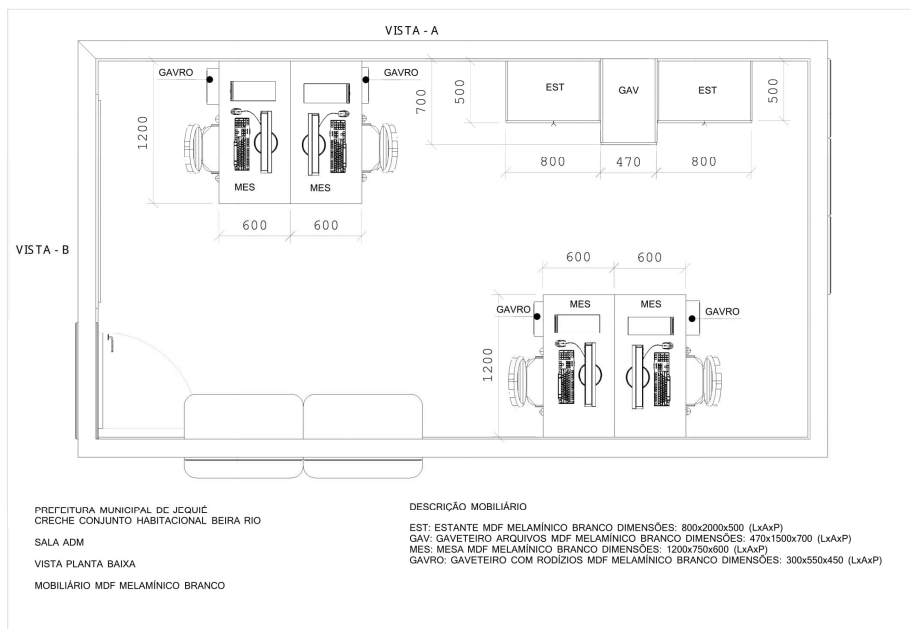 VISTA - A
GAVRO
GAVRO
EST
GAV
EST
500
700
500
1200
800
470
800
MES
MES
600
600
VISTA - B
600
600
MES
MES
GAVRO
GAVRO
1200
PREFEITURA MUNICIPAL DE JEQUIÉ
CRECHE CONJUNTO HABITACIONAL BEIRA RIO
SALA ADM
VISTA PLANTA BAIXA
MOBILIÁRIO MDF MELAMÍNICO BRANCO
DESCRIÇÃO MOBILIÁRIO
EST: ESTANTE MDF MELAMÍNICO BRANCO DIMENSÕES: 800x2000x500 (LxAxP)
GAV: GAVETEIRO ARQUIVOS MDF MELAMÍNICO BRANCO DIMENSÕES: 470x1500x700 (LxAxP)
MES: MESA MDF MELAMÍNICO BRANCO DIMENSÕES: 1200x750x600 (LxAxP)
GAVRO: GAVETEIRO COM RODÍZIOS MDF MELAMÍNICO BRANCO DIMENSÕES: 300x550x450 (LxAxP)